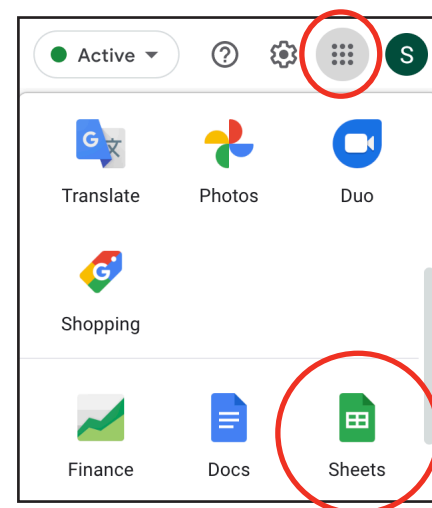 Active
S
G
Translate
Photos
Duo
G
Shopping
Finance
Docs
Sheets